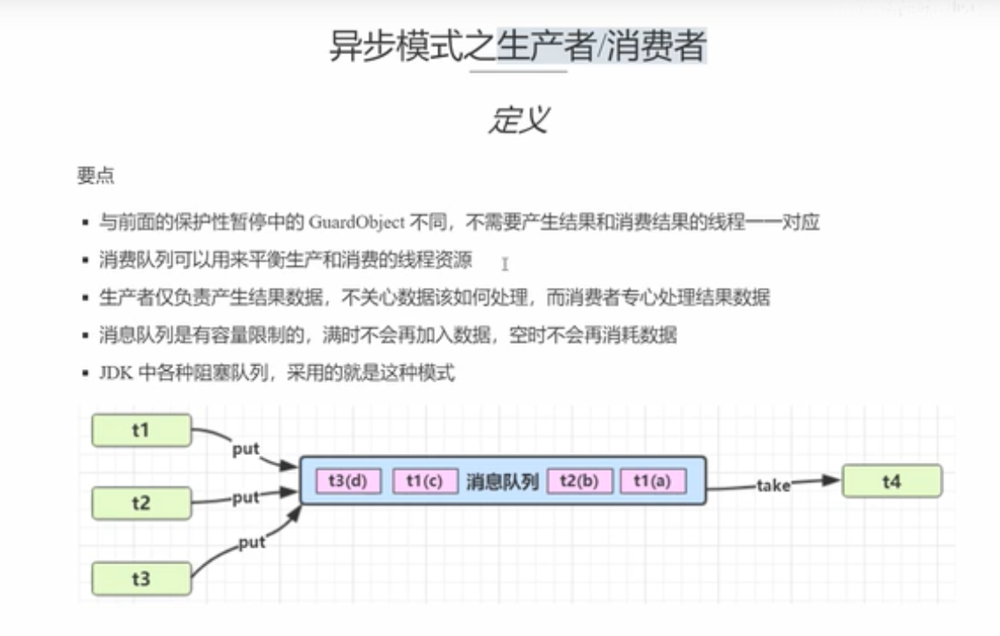 异步模式之生产者/消费者
定义
要点
▪ 与前面的保护性暂停中的 GuardObject 不同，不需要产生结果和消费结果的线程一一对应
▪ 消费队列可以用来平衡生产和消费的线程资源
▪ 生产者仅负责产生结果数据，不关心数据该如何处理，而消费者专心处理结果数据
▪ 消息队列是有容量限制的，满时不会再加入数据，空时不会再消耗数据
▪ JDK 中各种阻塞队列，采用的就是这种模式
t1
put
t2
put
t3
put
t3(d) t1(c) 消息队列 t2(b) t1(a)
take
t4